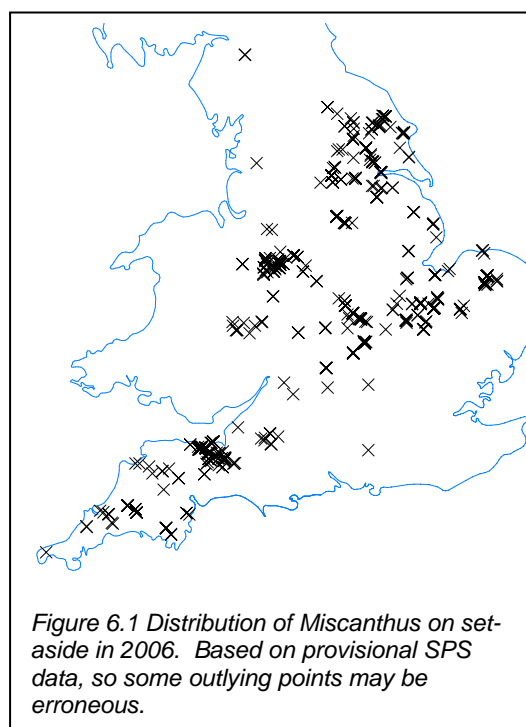 Figure 6.1 Distribution of Miscanthus on set-
aside in 2006.  Based on provisional SPS
data, so some outlying points may be
erroneous.